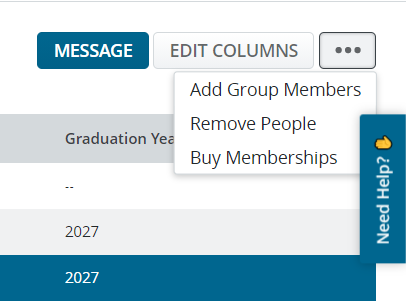 MESSAGE EDIT COLUMNS •••
Add Group Members
Remove People
Buy Memberships
Graduation Yea
--
2027
2027
Need Help?